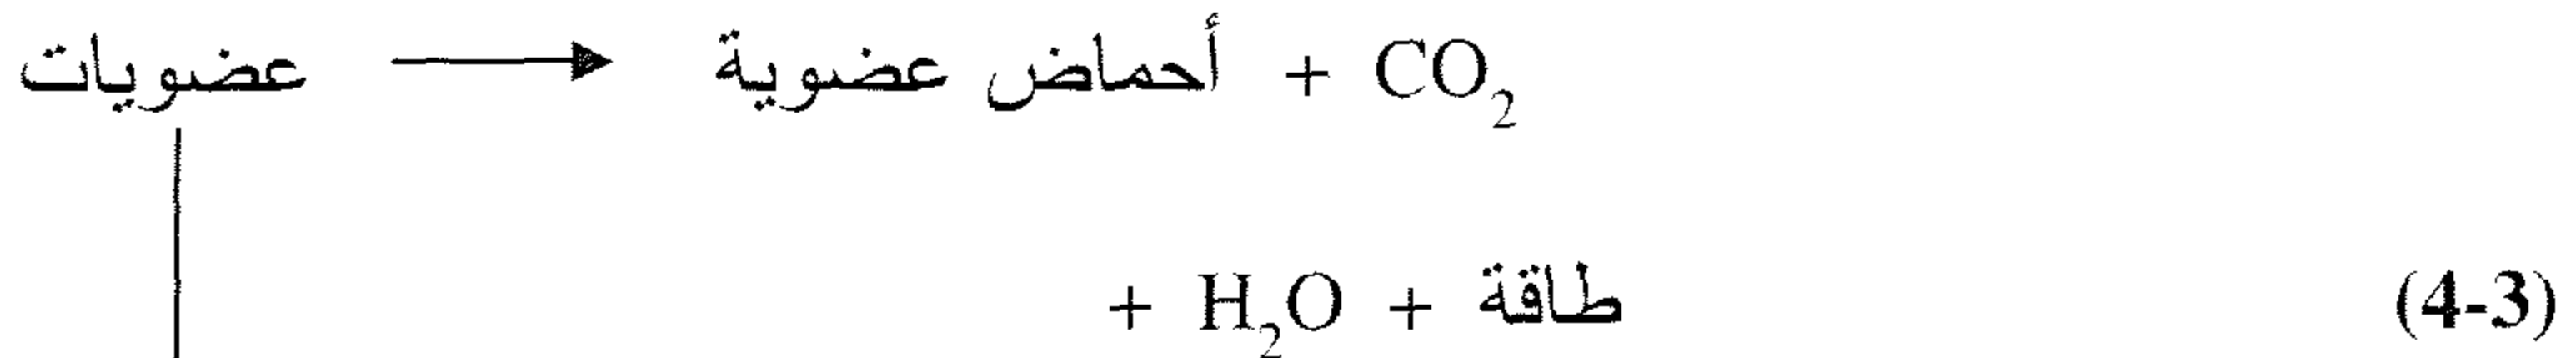 عضويات → أحماض عضوية + CO₂
+ H₂O + طاقة (4-3)